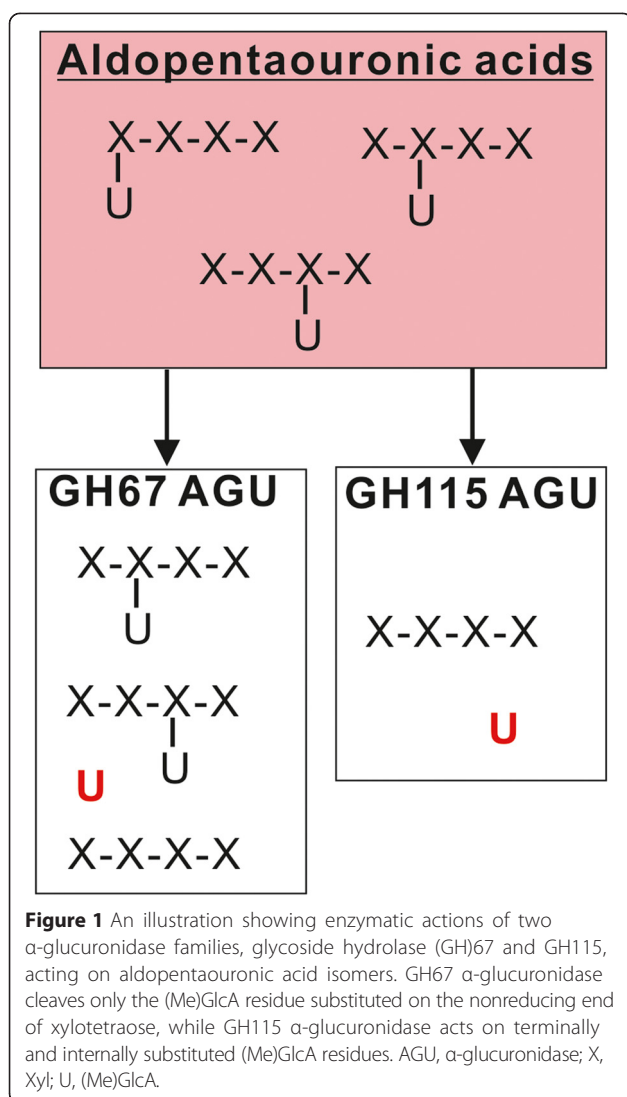 Aldopentaouronic acids
X-X-X-X
U
X-X-X-X
U
X-X-X-X
U
GH67 AGU
X-X-X-X
U
X-X-X-X
U
U
X-X-X-X
GH115 AGU
X-X-X-X
U
Figure 1 An illustration showing enzymatic actions of two
α-glucuronidase families, glycoside hydrolase (GH)67 and GH115,
acting on aldopentaouronic acid isomers. GH67 α-glucuronidase
cleaves only the (Me)GlcA residue substituted on the nonreducing end
of xylotetraose, while GH115 α-glucuronidase acts on terminally
and internally substituted (Me)GlcA residues. AGU, α-glucuronidase; X,
Xyl; U, (Me)GlcA.